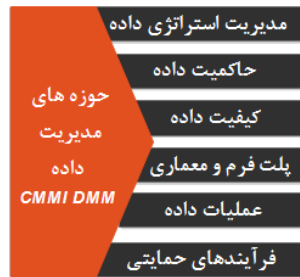 مدیریت استراتژی داده
حاکمیت داده
کیفیت داده
پلت فرم و معماری
عملیات داده
فرآیندهای حمایتی
حوزه های
مدیریت
داده
CMMI DMM